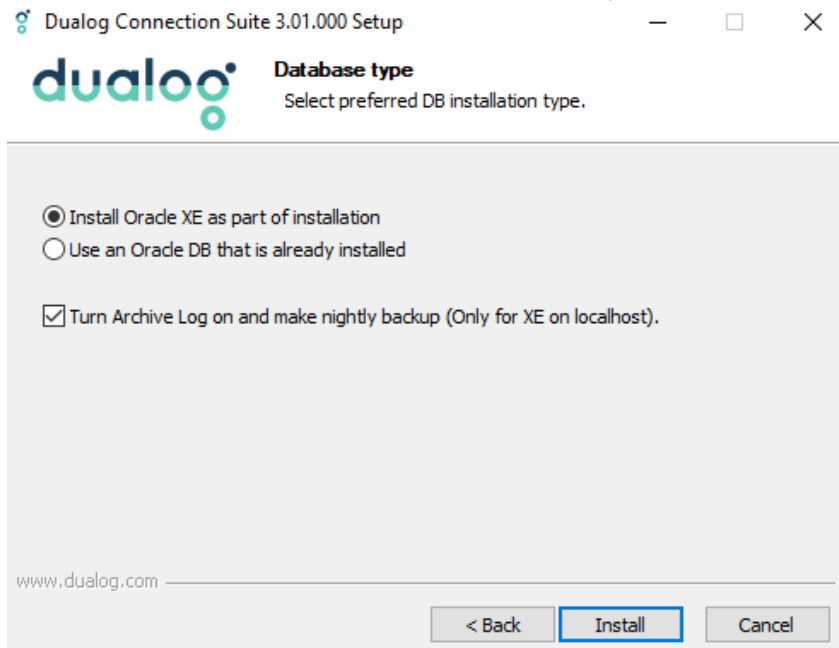 Dualog Connection Suite 3.01.000 Setup
dualog
Database type
Select preferred DB installation type.
Install Oracle XE as part of installation
Use an Oracle DB that is already installed
Turn Archive Log on and make nightly backup (Only for XE on localhost).
www.dualog.com
< Back
Install
Cancel